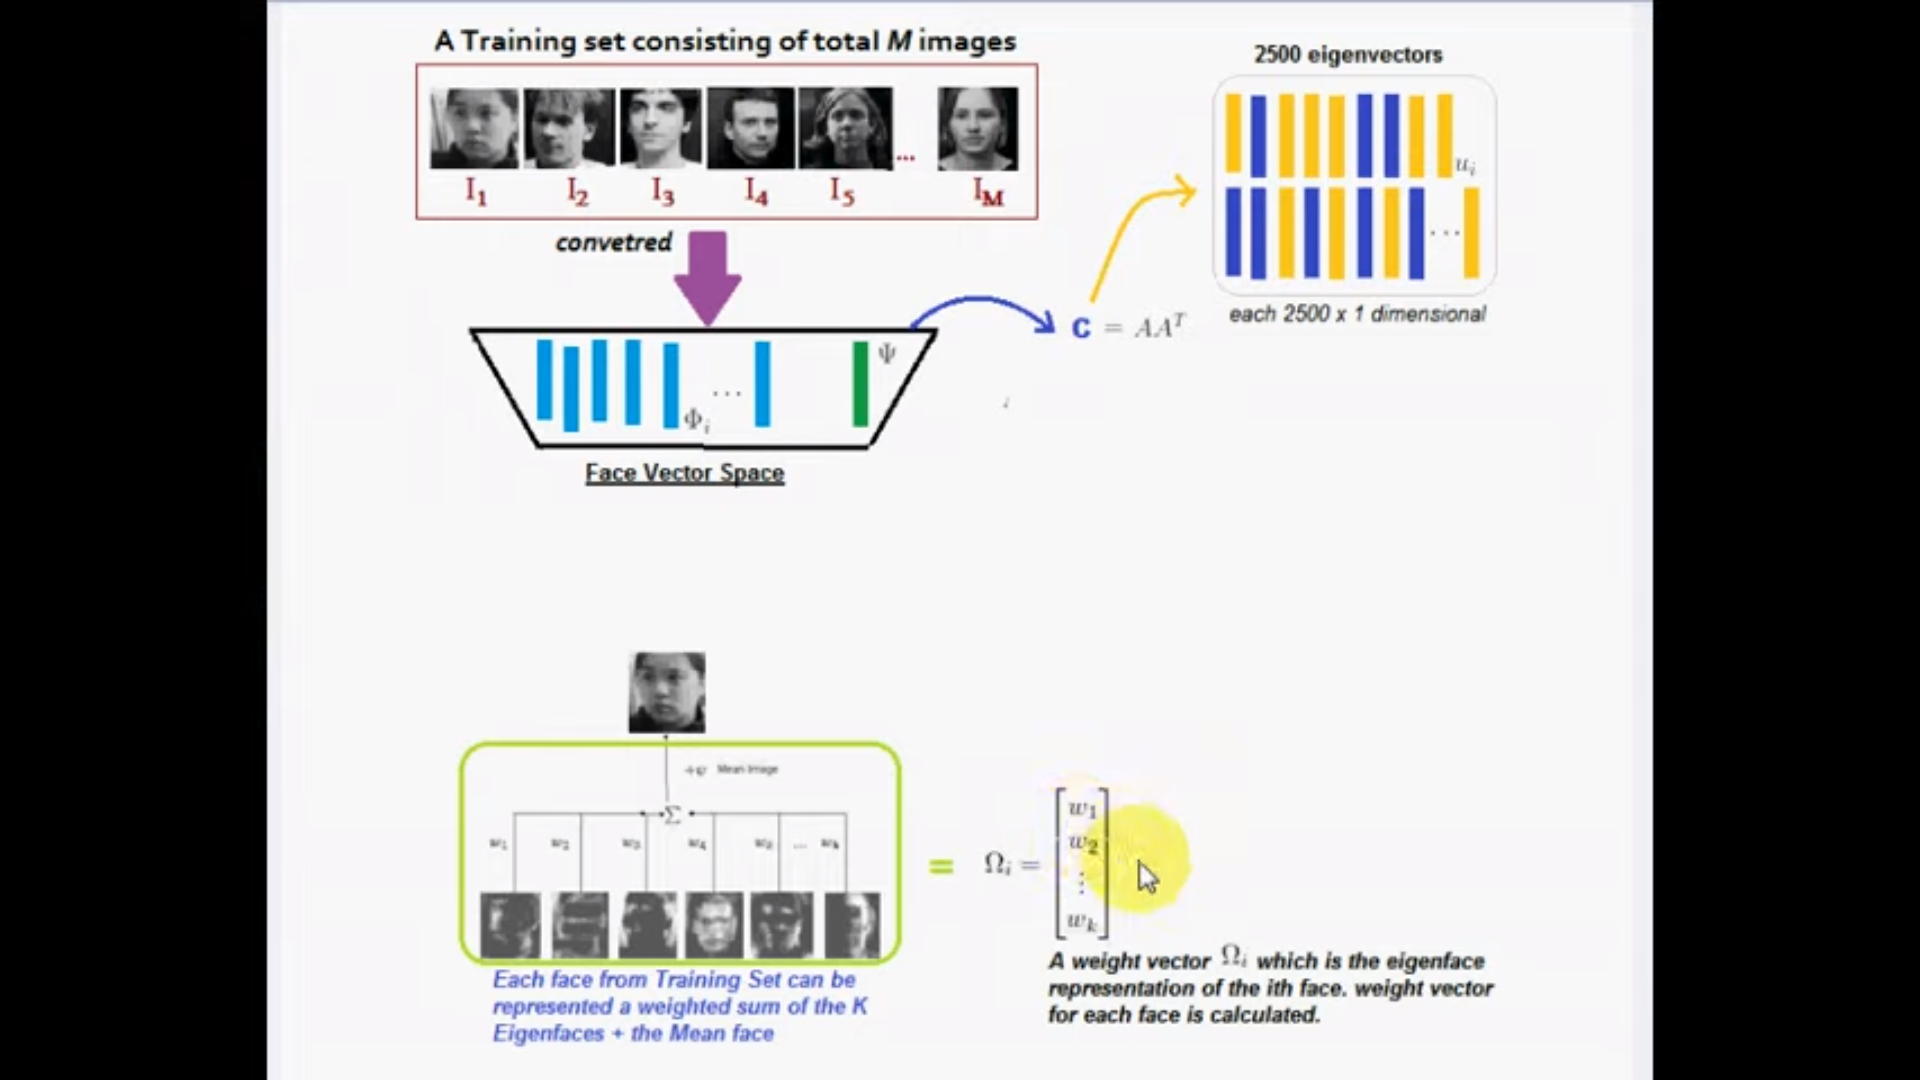 A Training set consisting of total M images
I1 I2 I3 I4 I5 ... IM
convetred
Ψ
Φi
...
Face Vector Space
C = AA^T
2500 eigenvectors
ui
...
each 2500 x 1 dimensional
+Ψ Mean Image
Σ
w1 w2 w3 w4 ... wk
Each face from Training Set can be
represented a weighted sum of the K
Eigenfaces + the Mean face
=
Ωi =
w1
w2
⋮
wk
A weight vector Ωi which is the eigenface
representation of the ith face. weight vector
for each face is calculated.